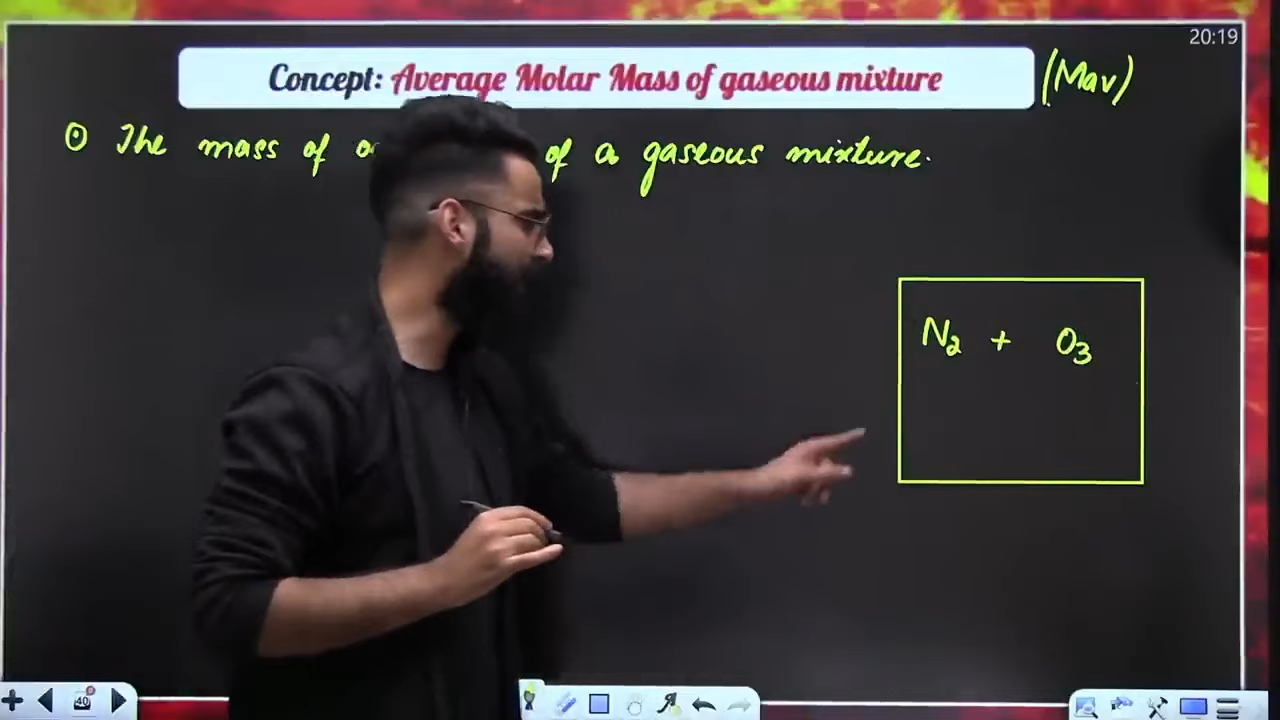 20:19
Concept: Average Molar Mass of gaseous mixture (Mav)
The mass of of a gaseous mixture.
N₂ + O₃
40